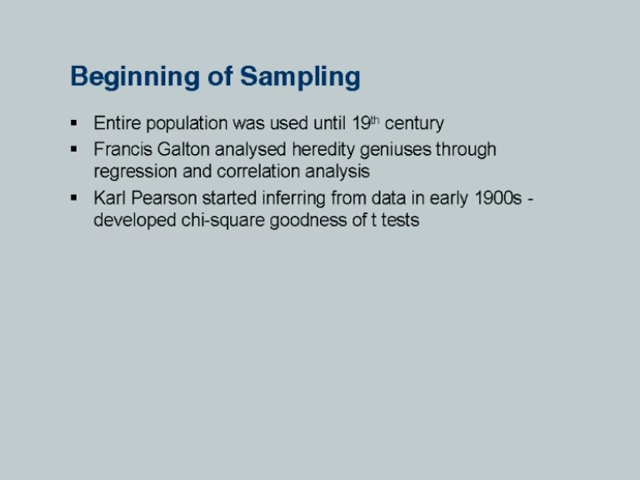 Beginning of Sampling
▪ Entire population was used until 19th century
▪ Francis Galton analysed heredity geniuses through
regression and correlation analysis
▪ Karl Pearson started inferring from data in early 1900s -
developed chi-square goodness of t tests